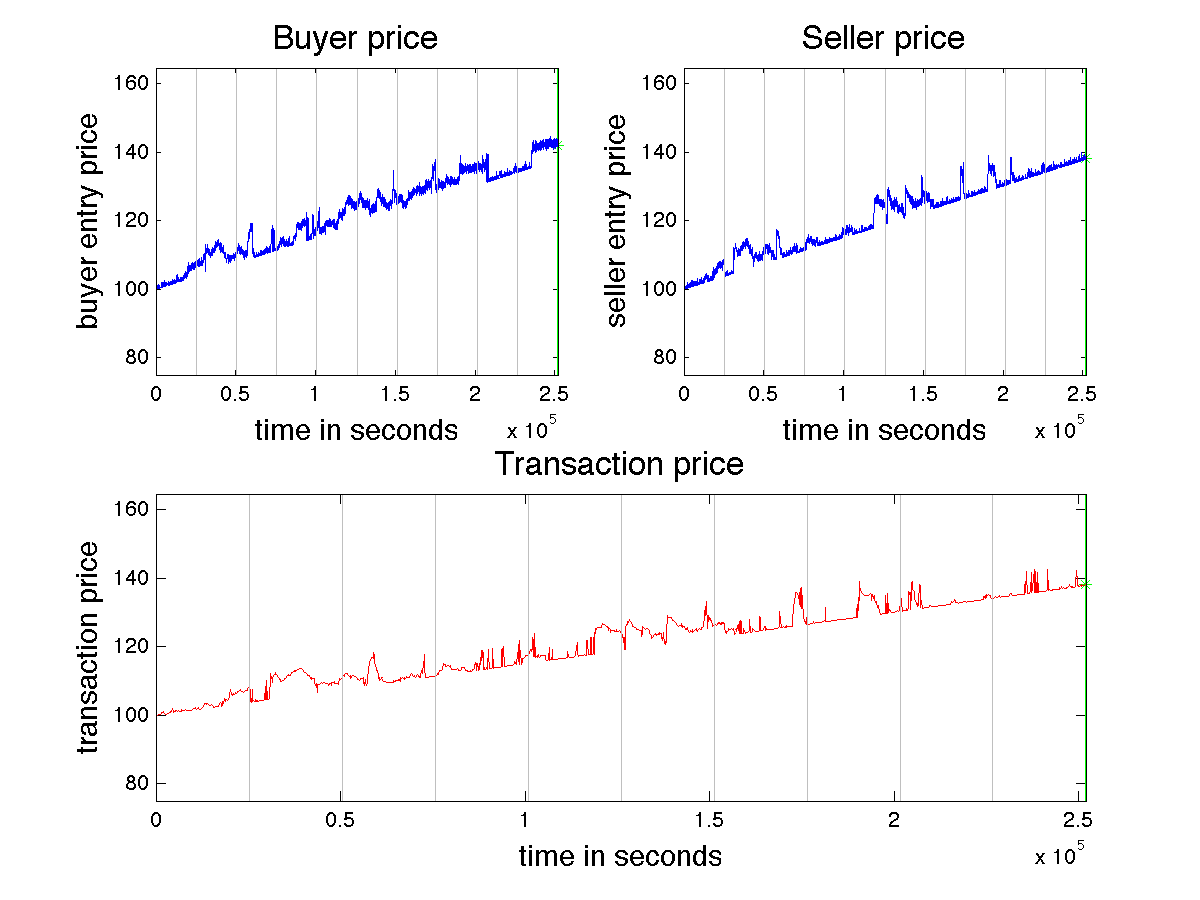 Buyer price
Seller price
160
140
120
100
80
buyer entry price
0 0.5 1 1.5 2 2.5
x 10^5
time in seconds
160
140
120
100
80
seller entry price
0 0.5 1 1.5 2 2.5
x 10^5
time in seconds
Transaction price
160
140
120
100
80
transaction price
0 0.5 1 1.5 2 2.5
x 10^5
time in seconds